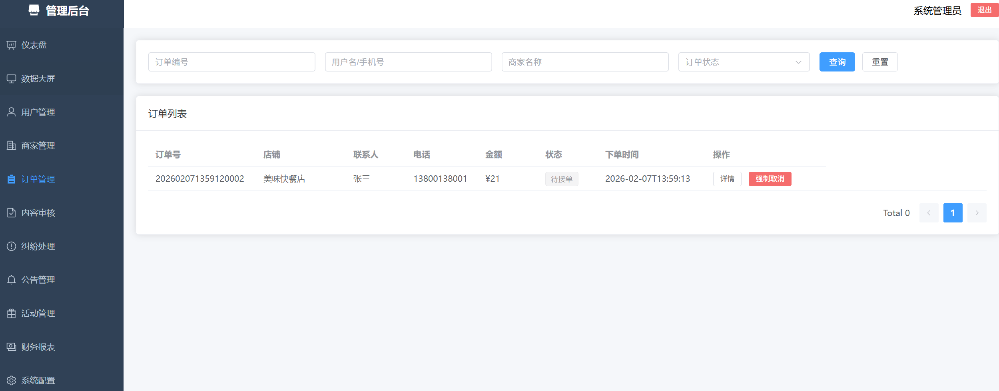 管理后台
系统管理员 退出
仪表盘
数据大屏
用户管理
商家管理
订单管理
内容审核
纠纷处理
公告管理
活动管理
财务报表
系统配置
订单编号 用户名/手机号 商家名称 订单状态 查询 重置
订单列表
订单号 店铺 联系人 电话 金额 状态 下单时间 操作
202602071359120002 美味快餐店 张三 13800138001 ¥21 待接单 2026-02-07T13:59:13 详情 强制取消
Total 0 1